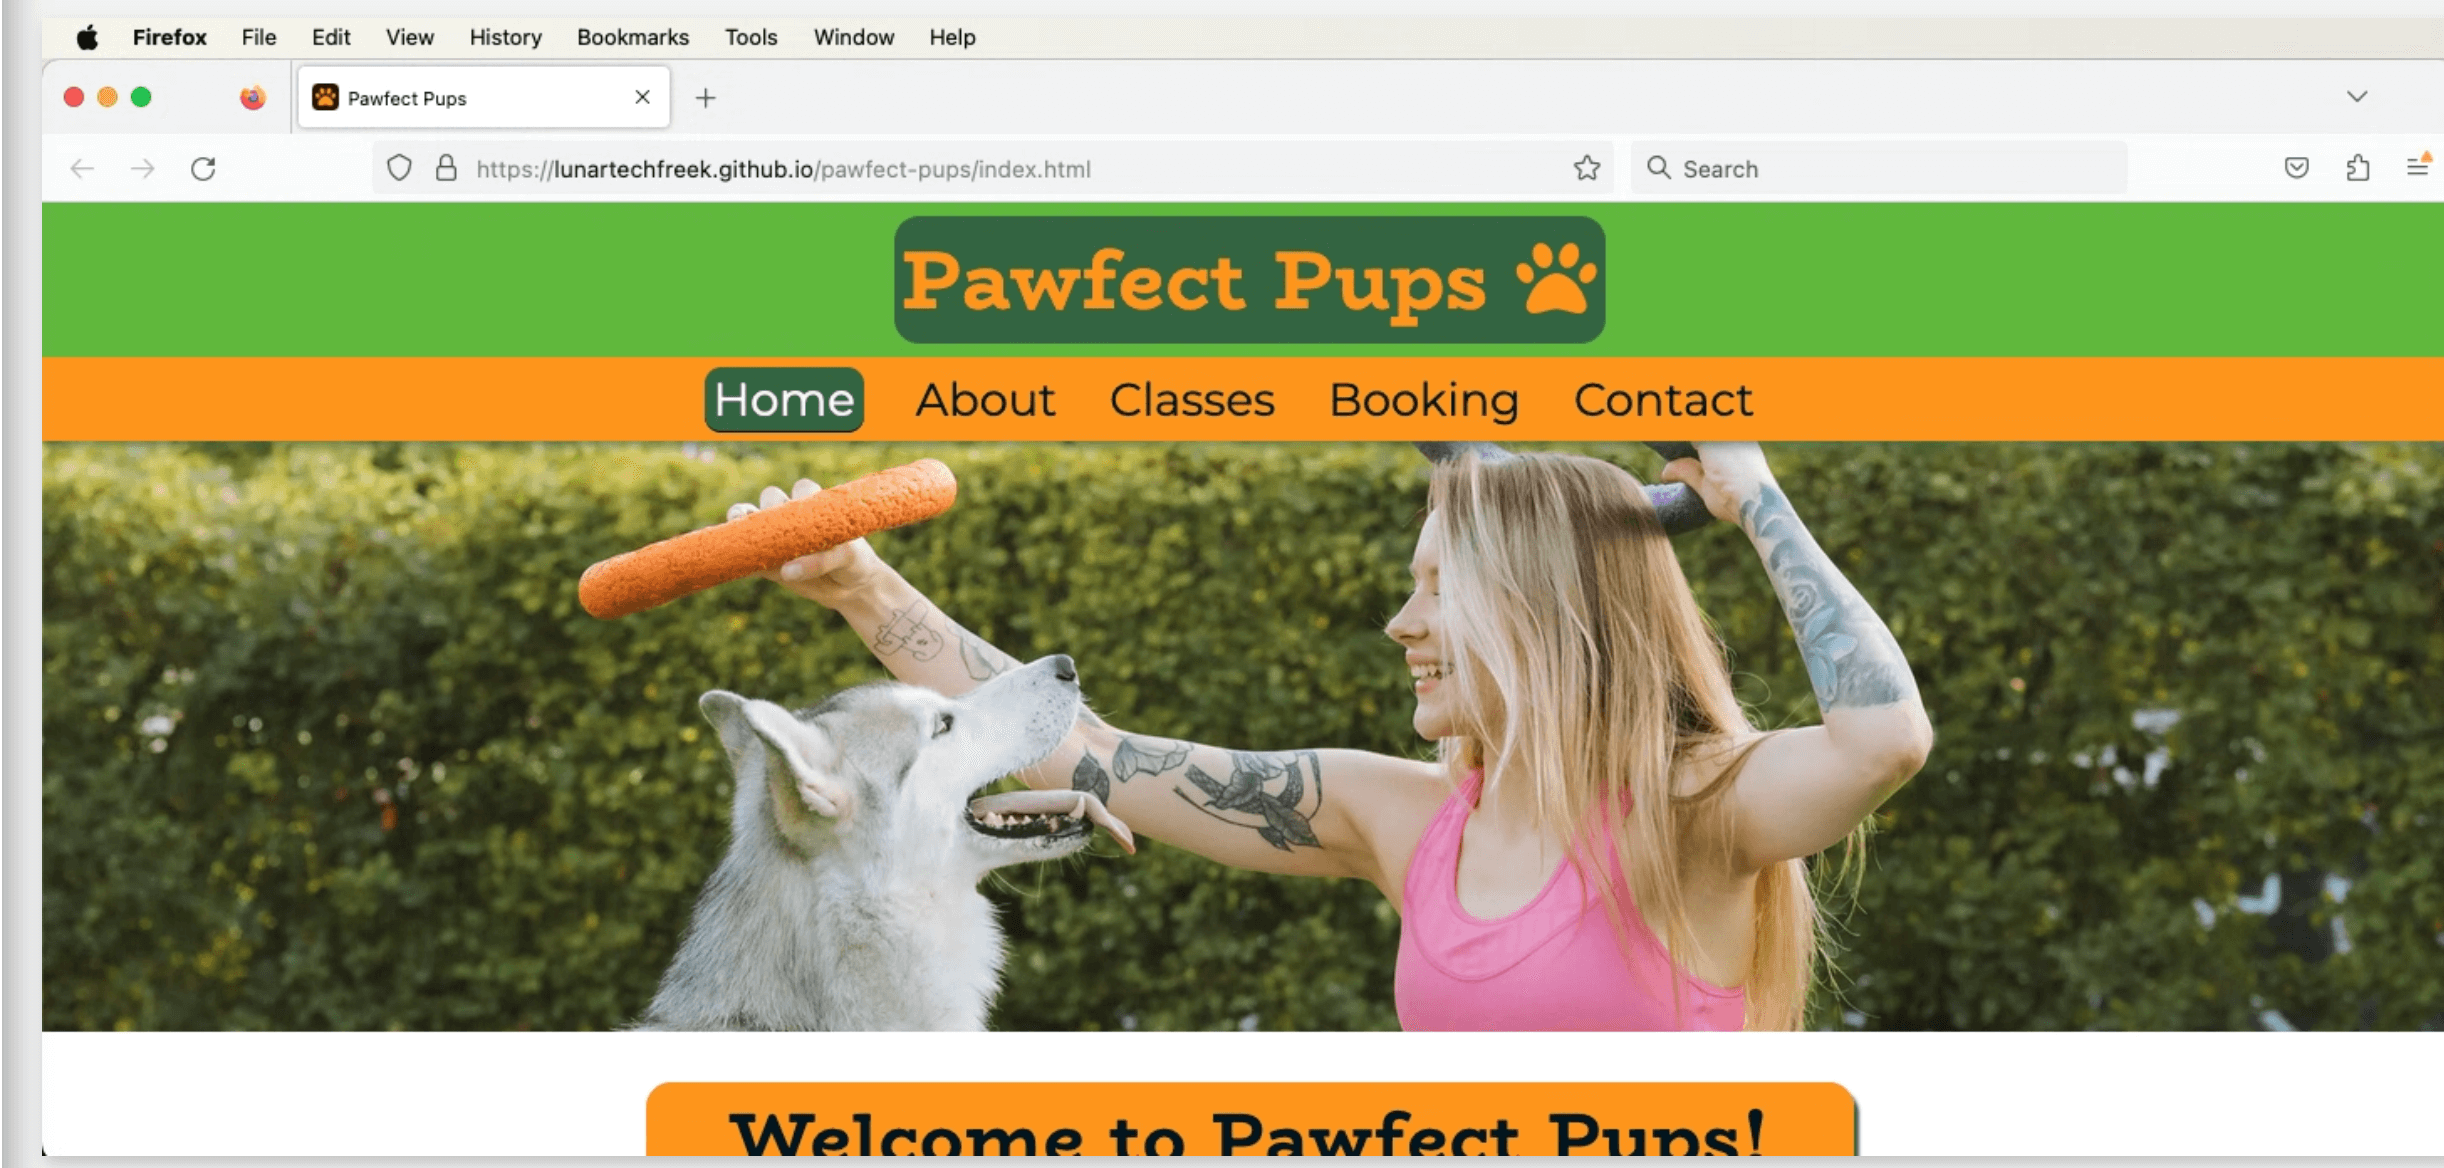 Firefox File Edit View History Bookmarks Tools Window Help
Pawfect Pups
https://lunartechfreek.github.io/pawfect-pups/index.html
Search
Pawfect Pups
Home About Classes Booking Contact
Welcome to Pawfect Pups!